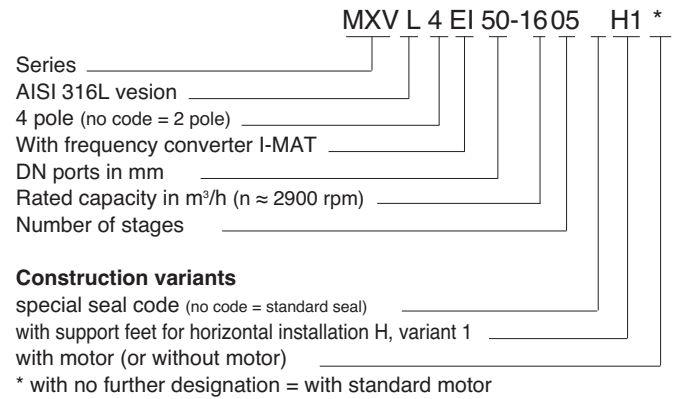 MXV L 4 EI 50-16 05 H1 *
Series
AISI 316L vesion
4 pole (no code = 2 pole)
With frequency converter I-MAT
DN ports in mm
Rated capacity in m³/h (n ≈ 2900 rpm)
Number of stages
Construction variants
special seal code (no code = standard seal)
with support feet for horizontal installation H, variant 1
with motor (or without motor)
* with no further designation = with standard motor